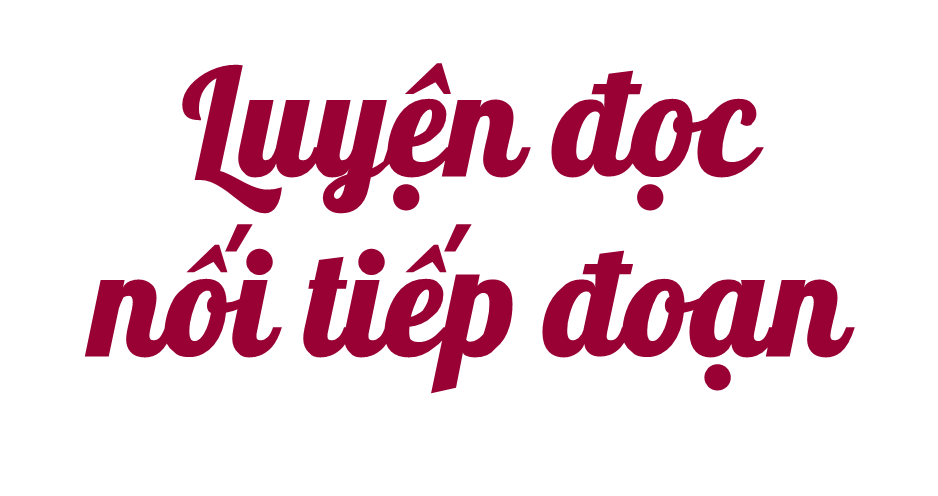 Luyện đọc
nối tiếp đoạn